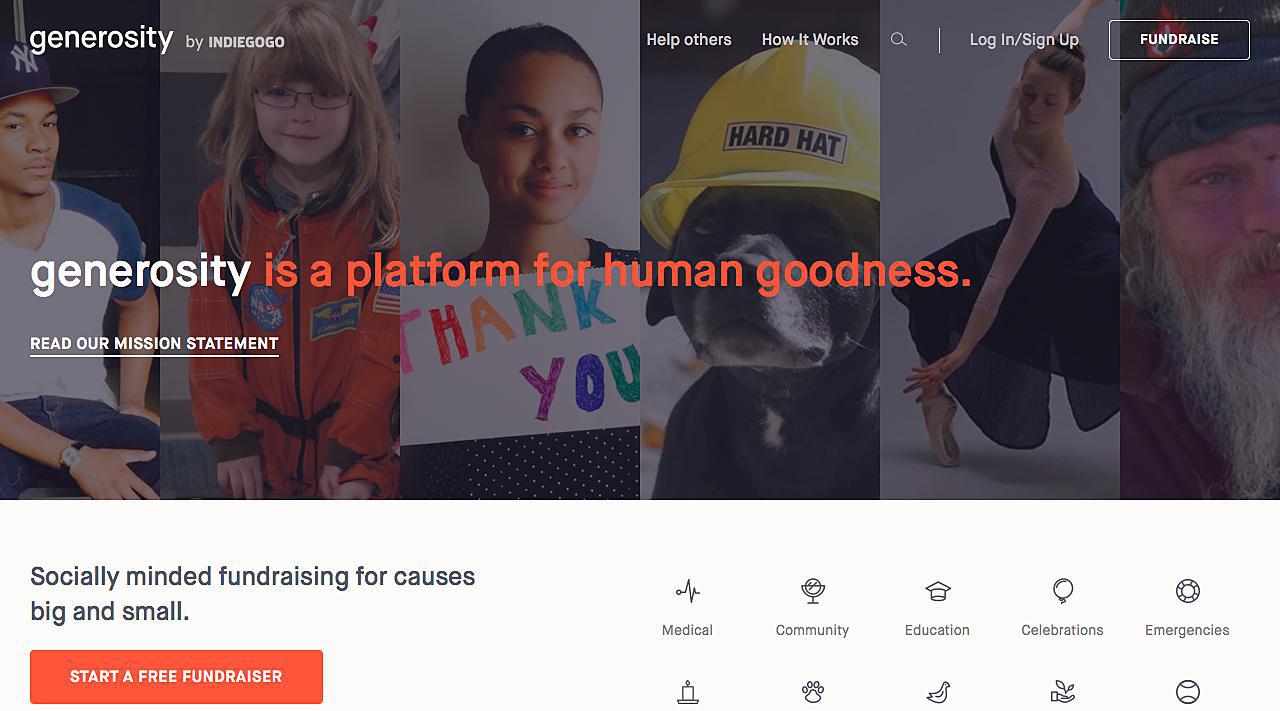 generosity by INDIEGOGO
Help others How It Works Log In/Sign Up FUNDRAISE
HARD HAT
generosity is a platform for human goodness.
NASA
COMMANDER
THANK
YOU
READ OUR MISSION STATEMENT
Socially minded fundraising for causes
big and small.
START A FREE FUNDRAISER
Medical Community Education Celebrations Emergencies